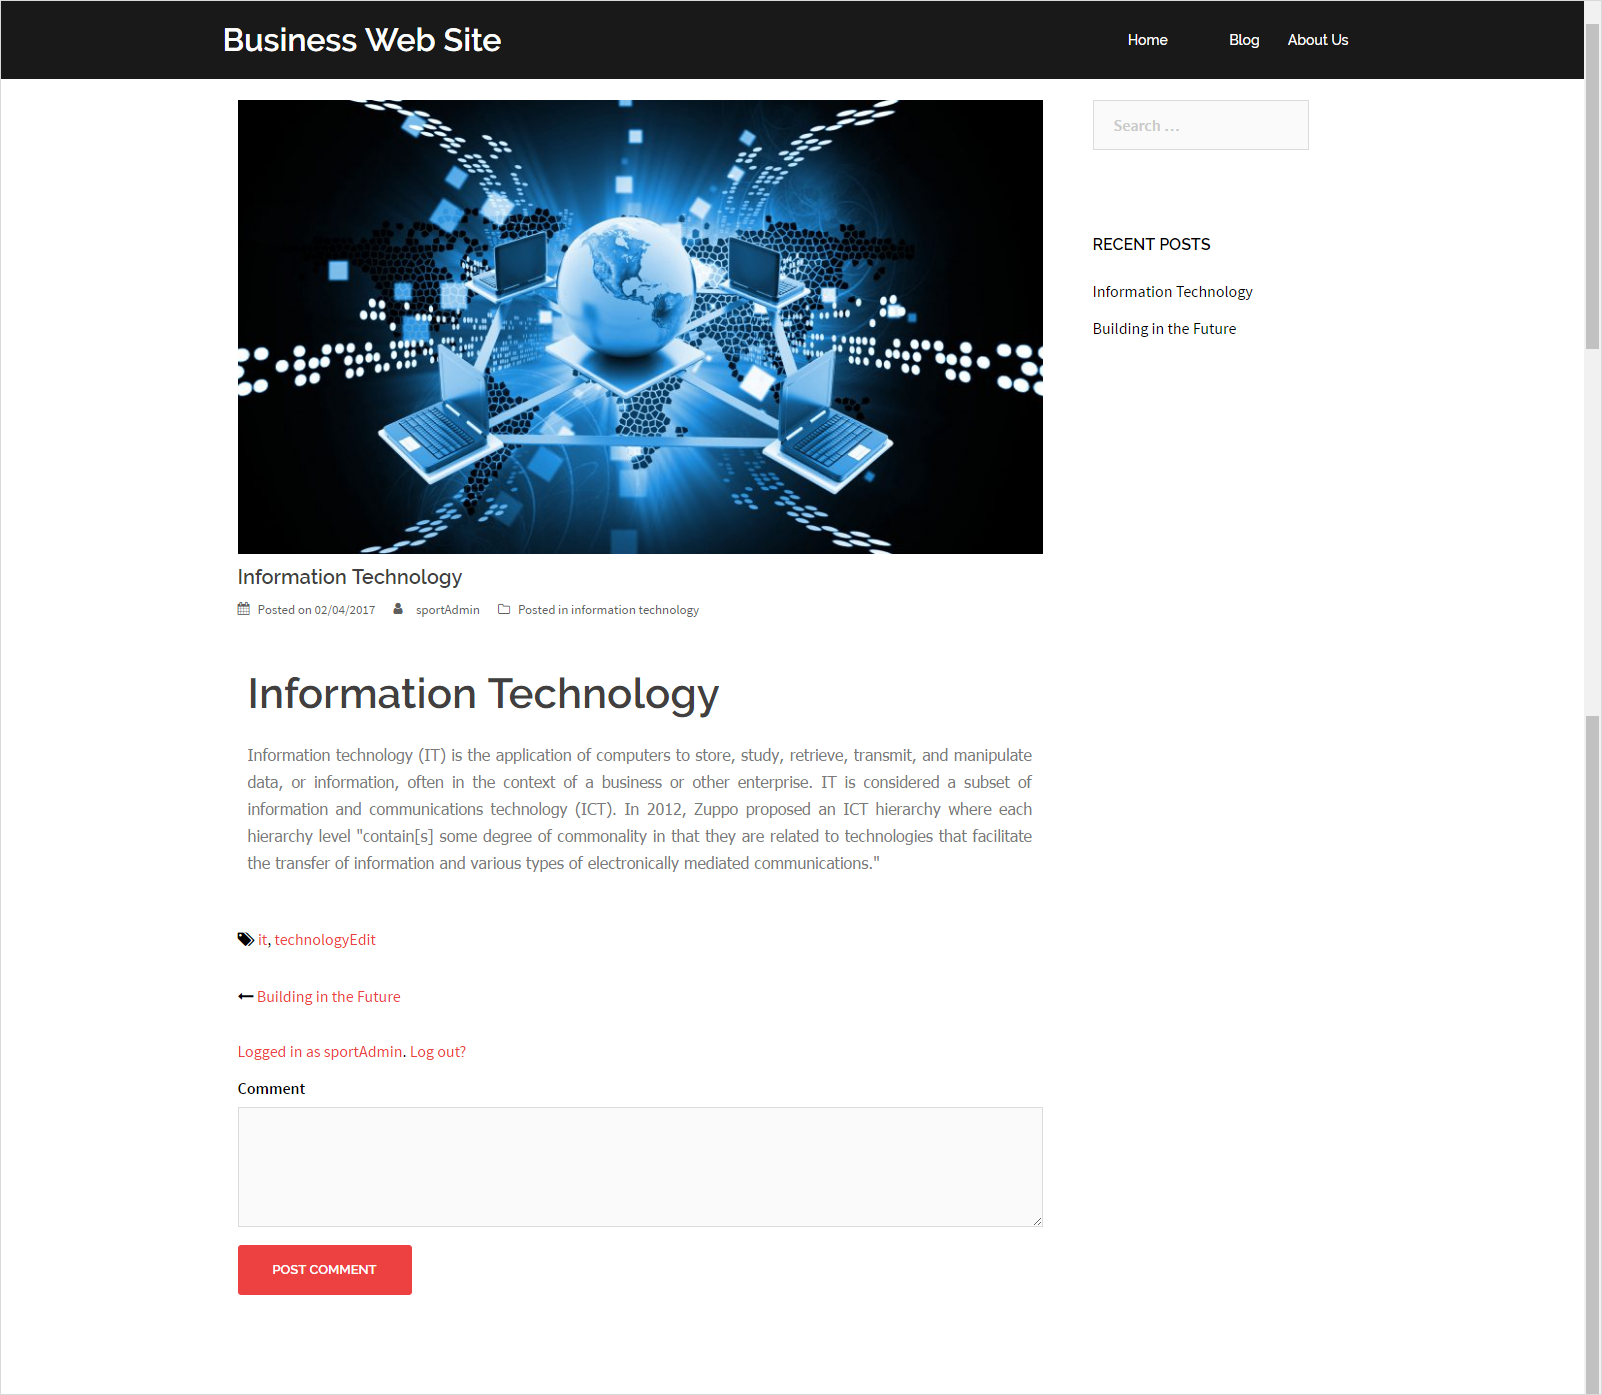 Business Web Site
Home Blog About Us
Search ...
RECENT POSTS
Information Technology
Building in the Future
Information Technology
Posted on 02/04/2017 sportAdmin Posted in information technology
Information Technology
Information technology (IT) is the application of computers to store, study, retrieve, transmit, and manipulate
data, or information, often in the context of a business or other enterprise. IT is considered a subset of
information and communications technology (ICT). In 2012, Zuppo proposed an ICT hierarchy where each
hierarchy level "contain[s] some degree of commonality in that they are related to technologies that facilitate
the transfer of information and various types of electronically mediated communications."
it, technologyEdit
Building in the Future
Logged in as sportAdmin. Log out?
Comment
POST COMMENT